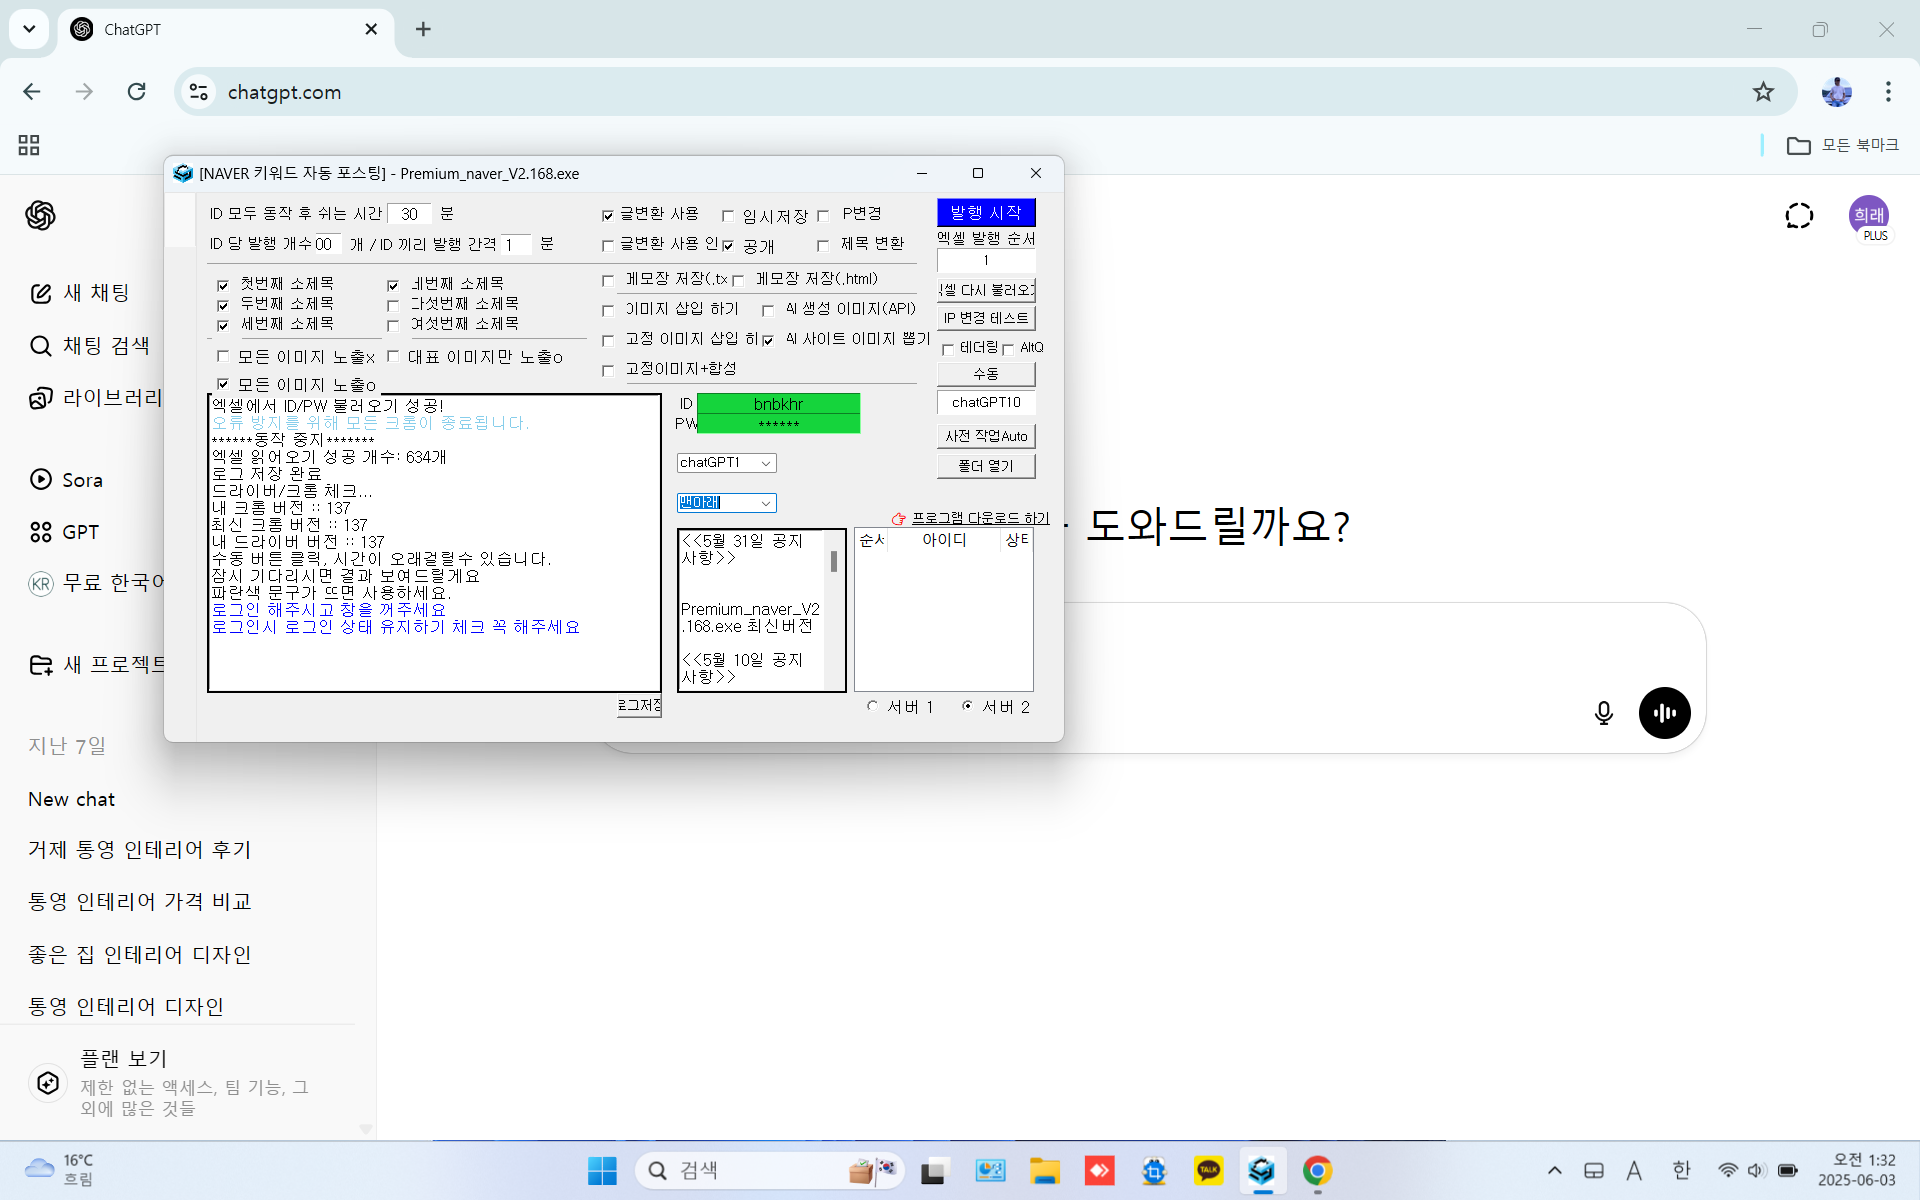 ChatGPT
chatgpt.com
모든 북마크
[NAVER 키워드 자동 포스팅] - Premium_naver_V2.168.exe
ID 모두 동작 후 쉬는 시간 30 분
ID 당 발행 개수 00 개 / ID 끼리 발행 간격 1 분
글변환 사용
임시저장
P변경
글변환 사용 인
공개
제목 변환
첫번째 소제목
두번째 소제목
세번째 소제목
네번째 소제목
다섯번째 소제목
여섯번째 소제목
모든 이미지 노출x
대표 이미지만 노출o
모든 이미지 노출o
메모장 저장(.tx
메모장 저장(.html)
이미지 삽입 하기
AI 생성 이미지(API)
고정 이미지 삽입 히
AI 사이트 이미지 뽑기
고정이미지+합성
발행 시작
엑셀 발행 순서
1
셀 다시 불러오기
IP 변경 테스트
테더링
AltQ
수동
chatGPT10
사전 작업Auto
폴더 열기
엑셀에서 ID/PW 불러오기 성공!
오류 방지를 위해 모든 크롬이 종료됩니다.
******동작 중지*******
엑셀 읽어오기 성공 개수: 634개
로그 저장 완료
드라이버/크롬 체크...
내 크롬 버전 :: 137
최신 크롬 버전 :: 137
내 드라이버 버전 :: 137
수동 버튼 클릭, 시간이 오래걸릴수 있습니다.
잠시 기다리시면 결과 보여드릴게요
파란색 문구가 뜨면 사용하세요.
로그인 해주시고 창을 꺼주세요
로그인시 로그인 상태 유지하기 체크 꼭 해주세요
로그저장
ID bnbkhr
PW ******
chatGPT1
맨아래
프로그램 다운로드 하기
<<5월 31일 공지
사항>>
Premium_naver_V2
.168.exe 최신버전
<<5월 10일 공지
사항>>
순서 아이디 상태
서버 1
서버 2
희래
PLUS
새 채팅
채팅 검색
라이브러리
Sora
GPT
KR 무료 한국어
새 프로젝트
도와드릴까요?
지난 7일
New chat
거제 통영 인테리어 후기
통영 인테리어 가격 비교
좋은 집 인테리어 디자인
통영 인테리어 디자인
플랜 보기
제한 없는 액세스, 팀 기능, 그
외에 많은 것들
16°C
흐림
검색
TALK
A
한
오전 1:32
2025-06-03